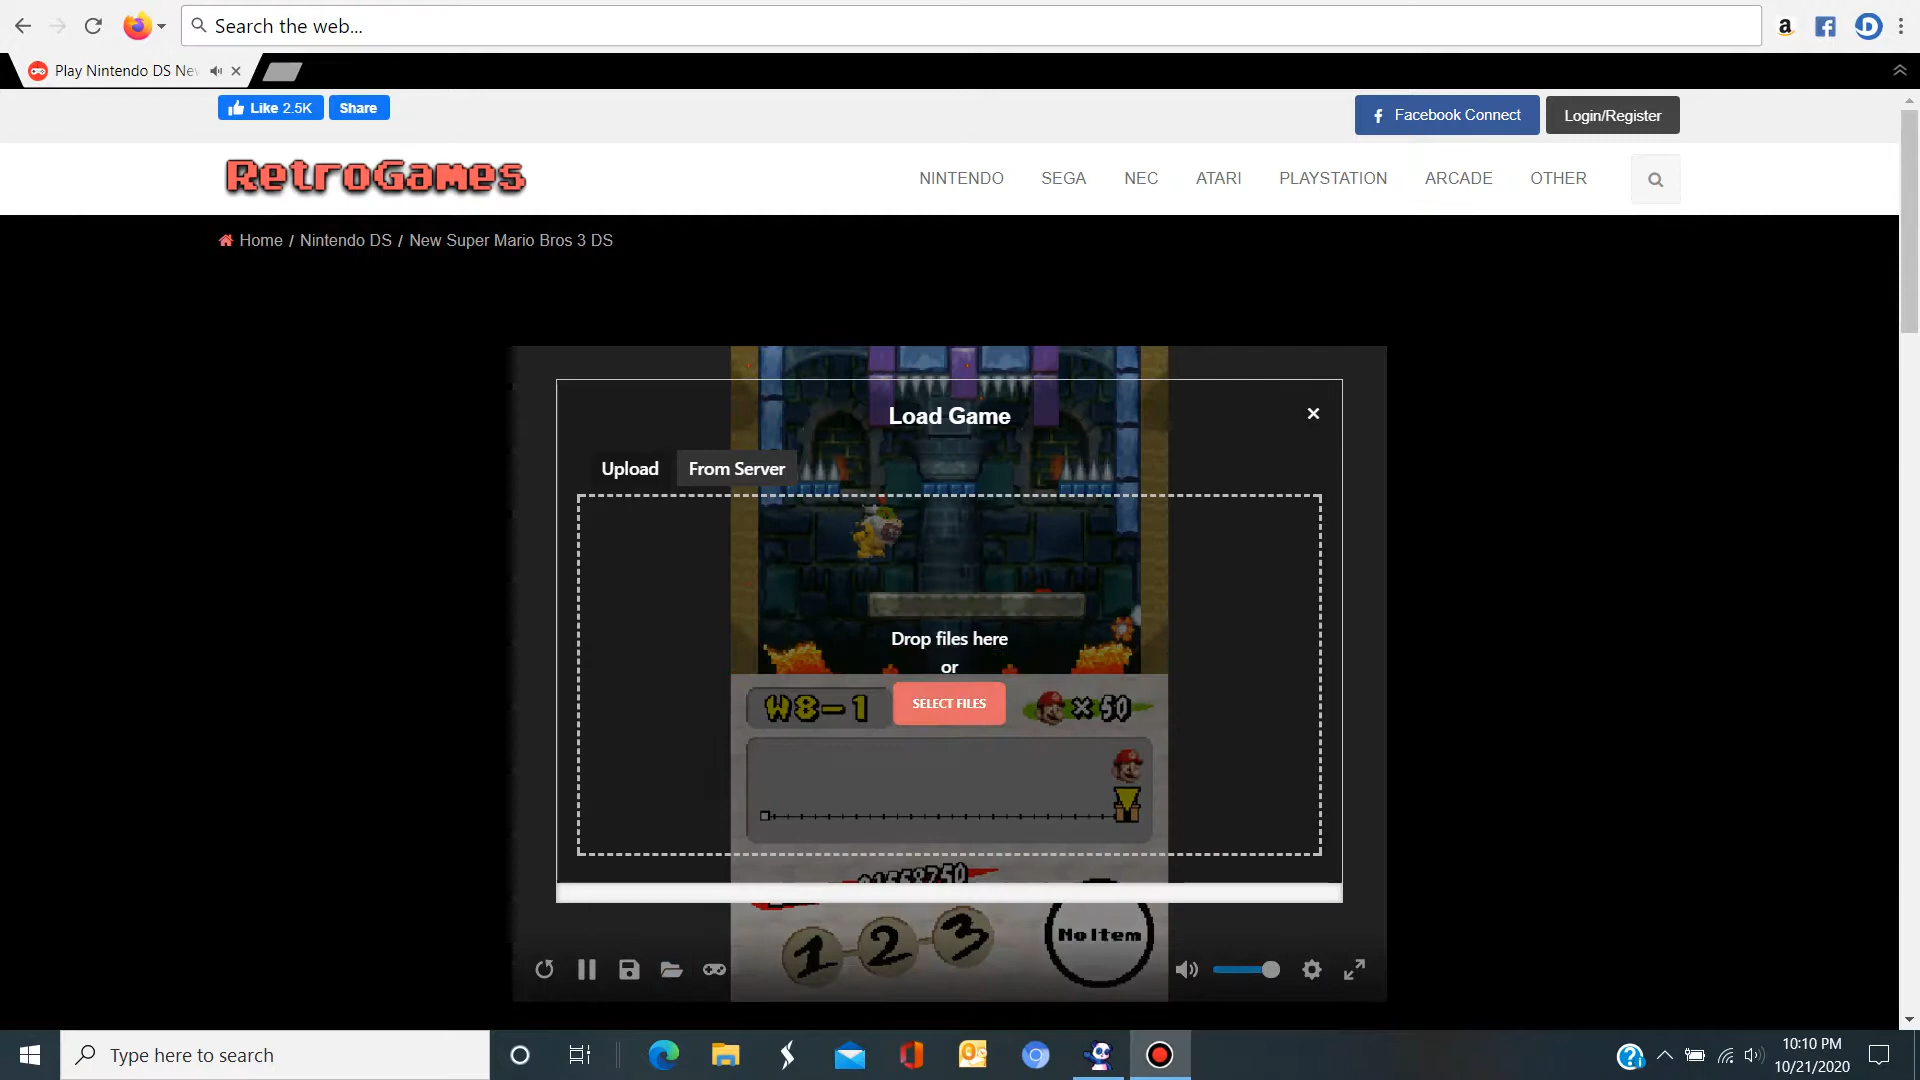 Search the web...
Play Nintendo DS Ne
Like 2.5K
Share
Facebook Connect
Login/Register
RetroGames
NINTENDO
SEGA
NEC
ATARI
PLAYSTATION
ARCADE
OTHER
Home / Nintendo DS / New Super Mario Bros 3 DS
Load Game
Upload
From Server
Drop files here
or
W8-1
SELECT FILES
×50
1 2 3
No Item
Type here to search
10:10 PM
10/21/2020